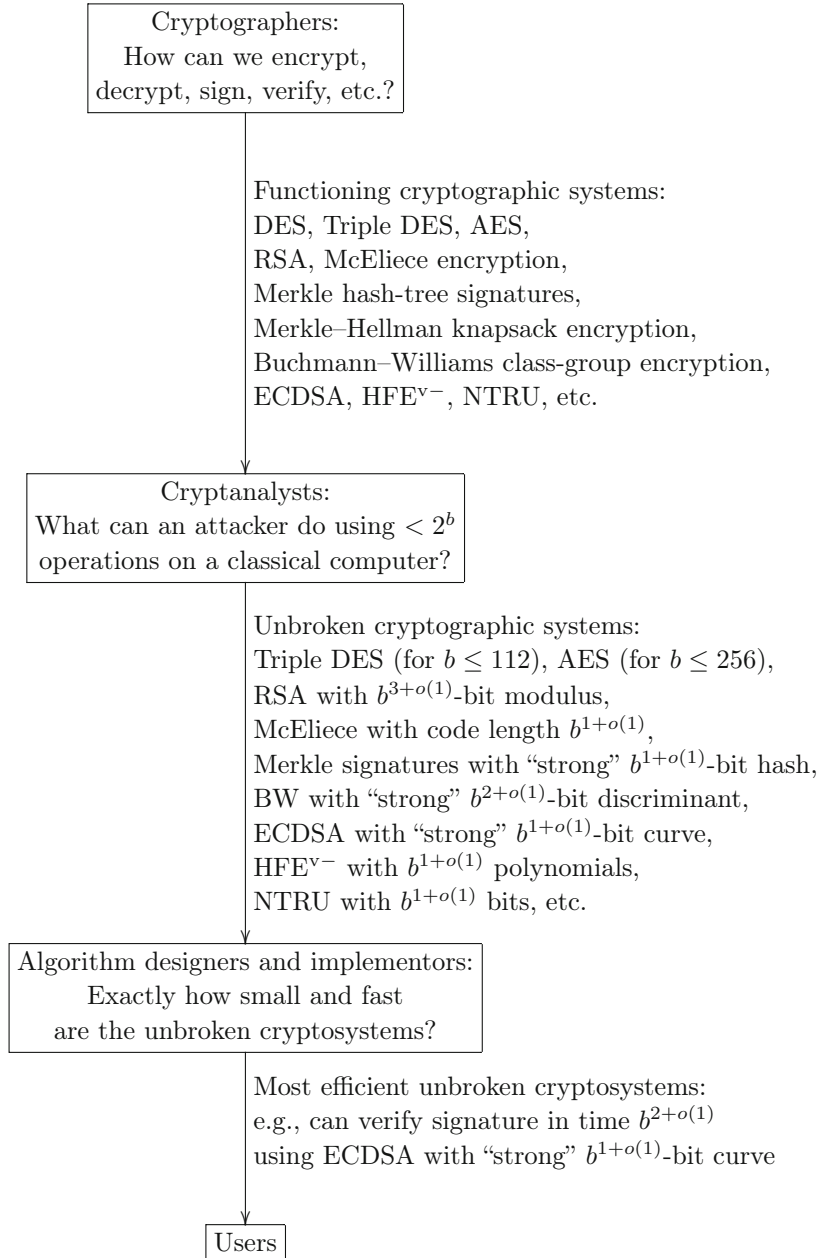 Cryptographers:
How can we encrypt,
decrypt, sign, verify, etc.?
Functioning cryptographic systems:
DES, Triple DES, AES,
RSA, McEliece encryption,
Merkle hash-tree signatures,
Merkle–Hellman knapsack encryption,
Buchmann–Williams class-group encryption,
ECDSA, HFE^{v−}, NTRU, etc.
Cryptanalysts:
What can an attacker do using < 2^b
operations on a classical computer?
Unbroken cryptographic systems:
Triple DES (for b ≤ 112), AES (for b ≤ 256),
RSA with b^{3+o(1)}-bit modulus,
McEliece with code length b^{1+o(1)},
Merkle signatures with “strong” b^{1+o(1)}-bit hash,
BW with “strong” b^{2+o(1)}-bit discriminant,
ECDSA with “strong” b^{1+o(1)}-bit curve,
HFE^{v−} with b^{1+o(1)} polynomials,
NTRU with b^{1+o(1)} bits, etc.
Algorithm designers and implementors:
Exactly how small and fast
are the unbroken cryptosystems?
Most efficient unbroken cryptosystems:
e.g., can verify signature in time b^{2+o(1)}
using ECDSA with “strong” b^{1+o(1)}-bit curve
Users